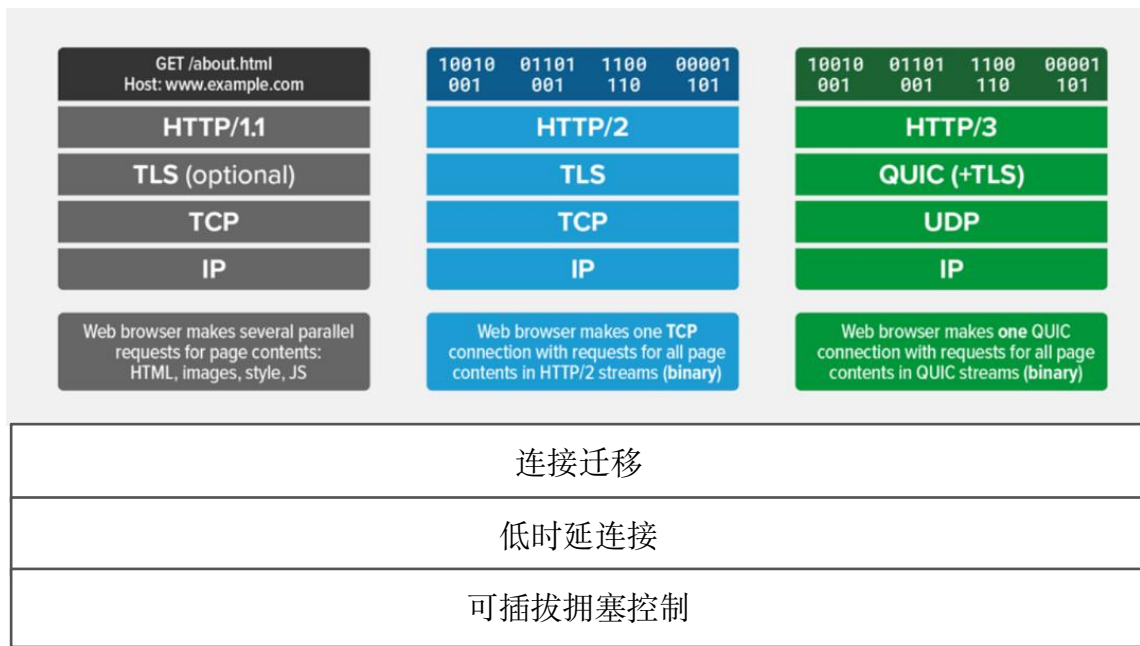 GET /about.html
Host: www.example.com
HTTP/1.1
TLS (optional)
TCP
IP
Web browser makes several parallel
requests for page contents:
HTML, images, style, JS
10010 01101 1100 00001
001 001 110 101
HTTP/2
TLS
TCP
IP
Web browser makes one TCP
connection with requests for all page
contents in HTTP/2 streams (binary)
10010 01101 1100 00001
001 001 110 101
HTTP/3
QUIC (+TLS)
UDP
IP
Web browser makes one QUIC
connection with requests for all page
contents in QUIC streams (binary)
连接迁移
低时延连接
可插拔拥塞控制